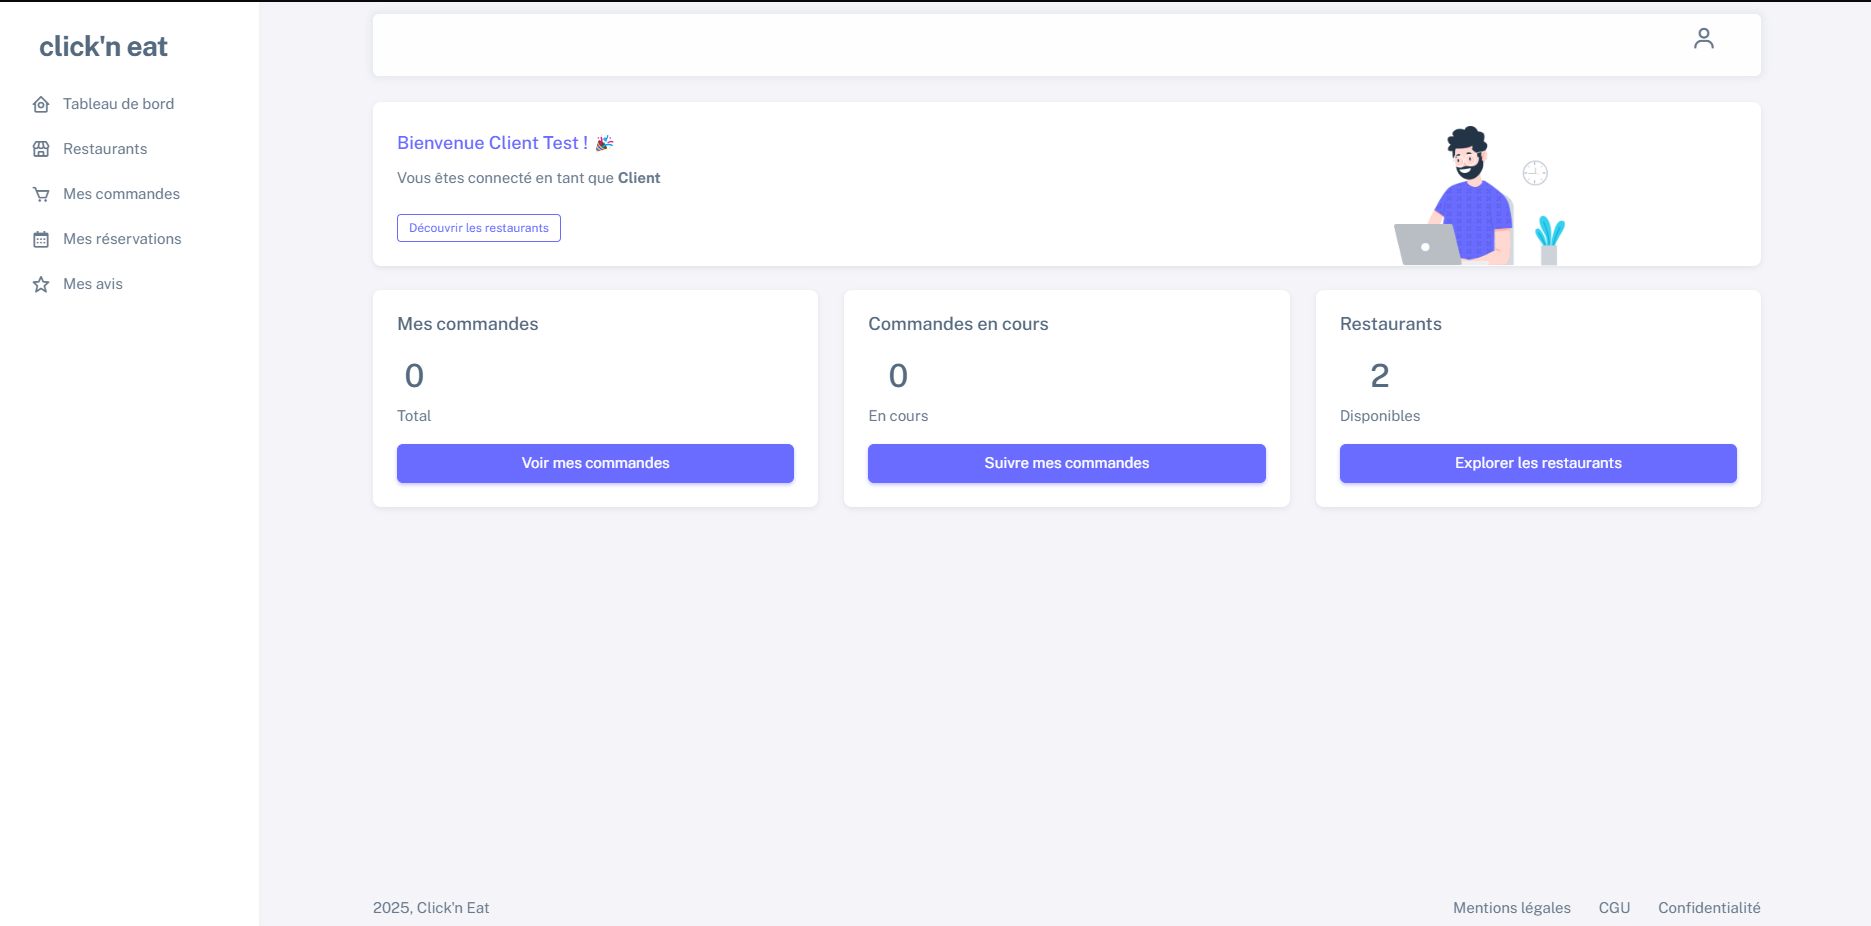 click'n eat
Tableau de bord
Restaurants
Mes commandes
Mes réservations
Mes avis
Bienvenue Client Test ! 🎉
Vous êtes connecté en tant que Client
Découvrir les restaurants
Mes commandes
0
Total
Voir mes commandes
Commandes en cours
0
En cours
Suivre mes commandes
Restaurants
2
Disponibles
Explorer les restaurants
2025, Click'n Eat
Mentions légales CGU Confidentialité